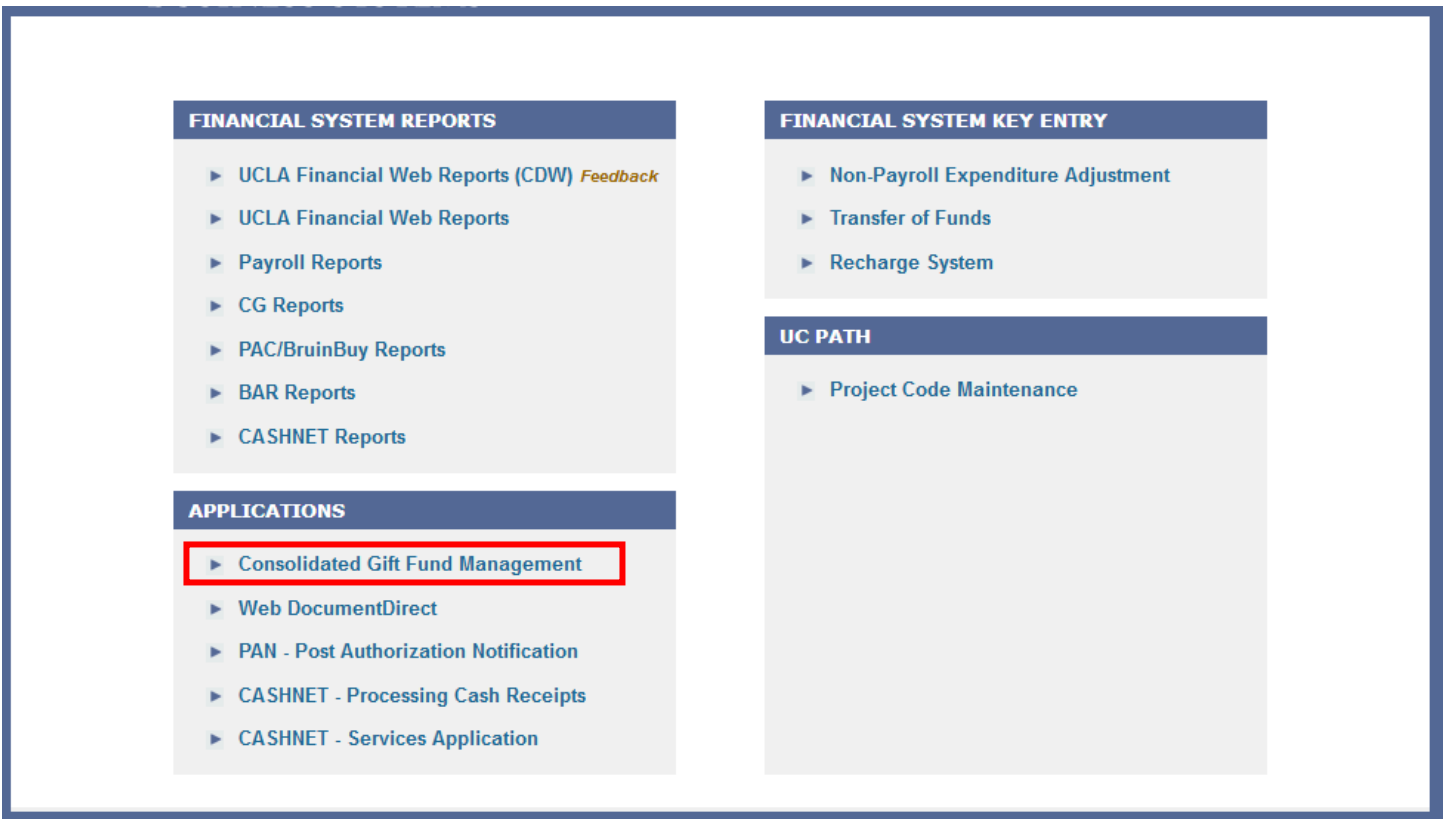 FINANCIAL SYSTEM REPORTS
UCLA Financial Web Reports (CDW) Feedback
UCLA Financial Web Reports
Payroll Reports
CG Reports
PAC/BruinBuy Reports
BAR Reports
CASHNET Reports
APPLICATIONS
Consolidated Gift Fund Management
Web DocumentDirect
PAN - Post Authorization Notification
CASHNET - Processing Cash Receipts
CASHNET - Services Application
FINANCIAL SYSTEM KEY ENTRY
Non-Payroll Expenditure Adjustment
Transfer of Funds
Recharge System
UC PATH
Project Code Maintenance